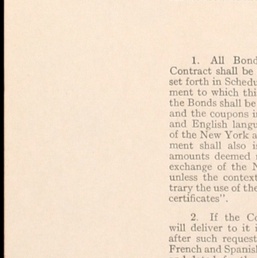 1. All Bond
Contract shall be
set forth in Schedu
ment to which thi
the Bonds shall be
and the coupons i
and English langu
of the New York a
ment shall also i
amounts deemed
exchange of the N
unless the context
trary the use of the
certificates".
2. If the Co
will deliver to it i
after such request
French and Spanis